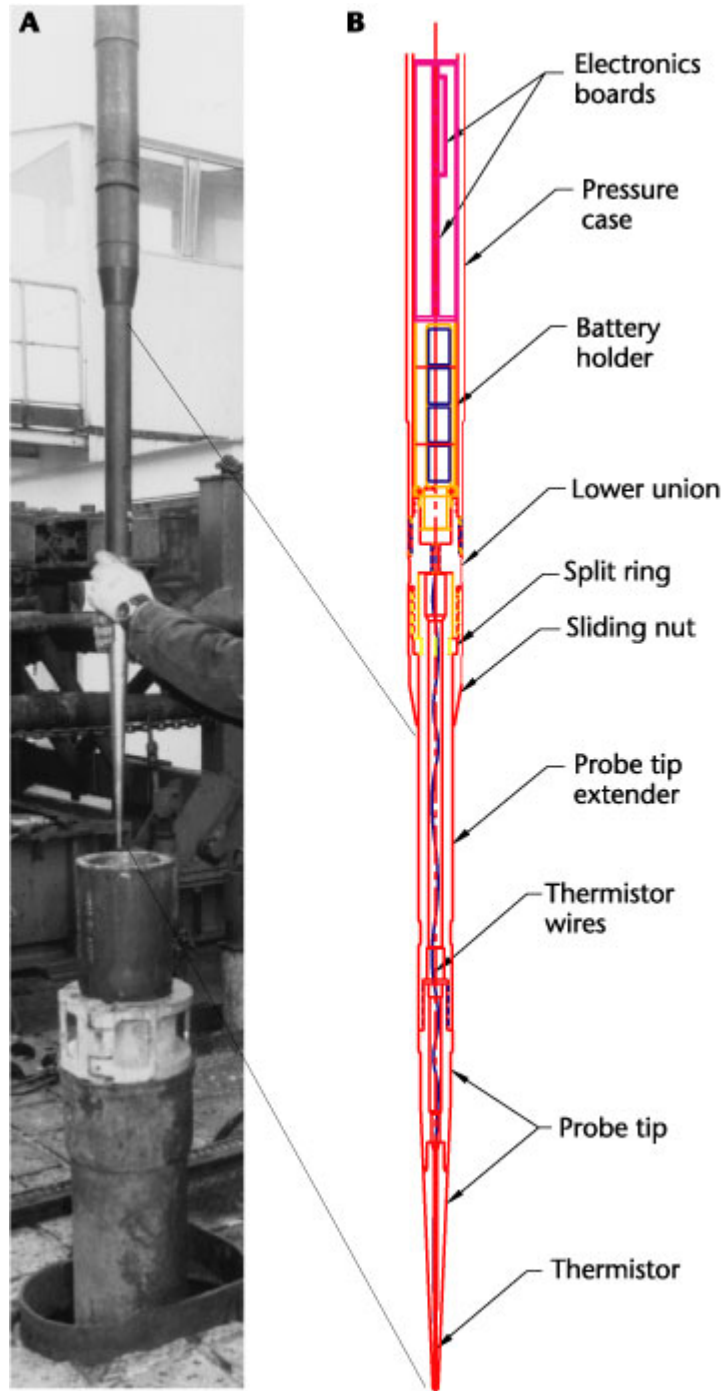 A
B
Electronics
boards
Pressure
case
Battery
holder
Lower union
Split ring
Sliding nut
Probe tip
extender
Thermistor
wires
Probe tip
Thermistor